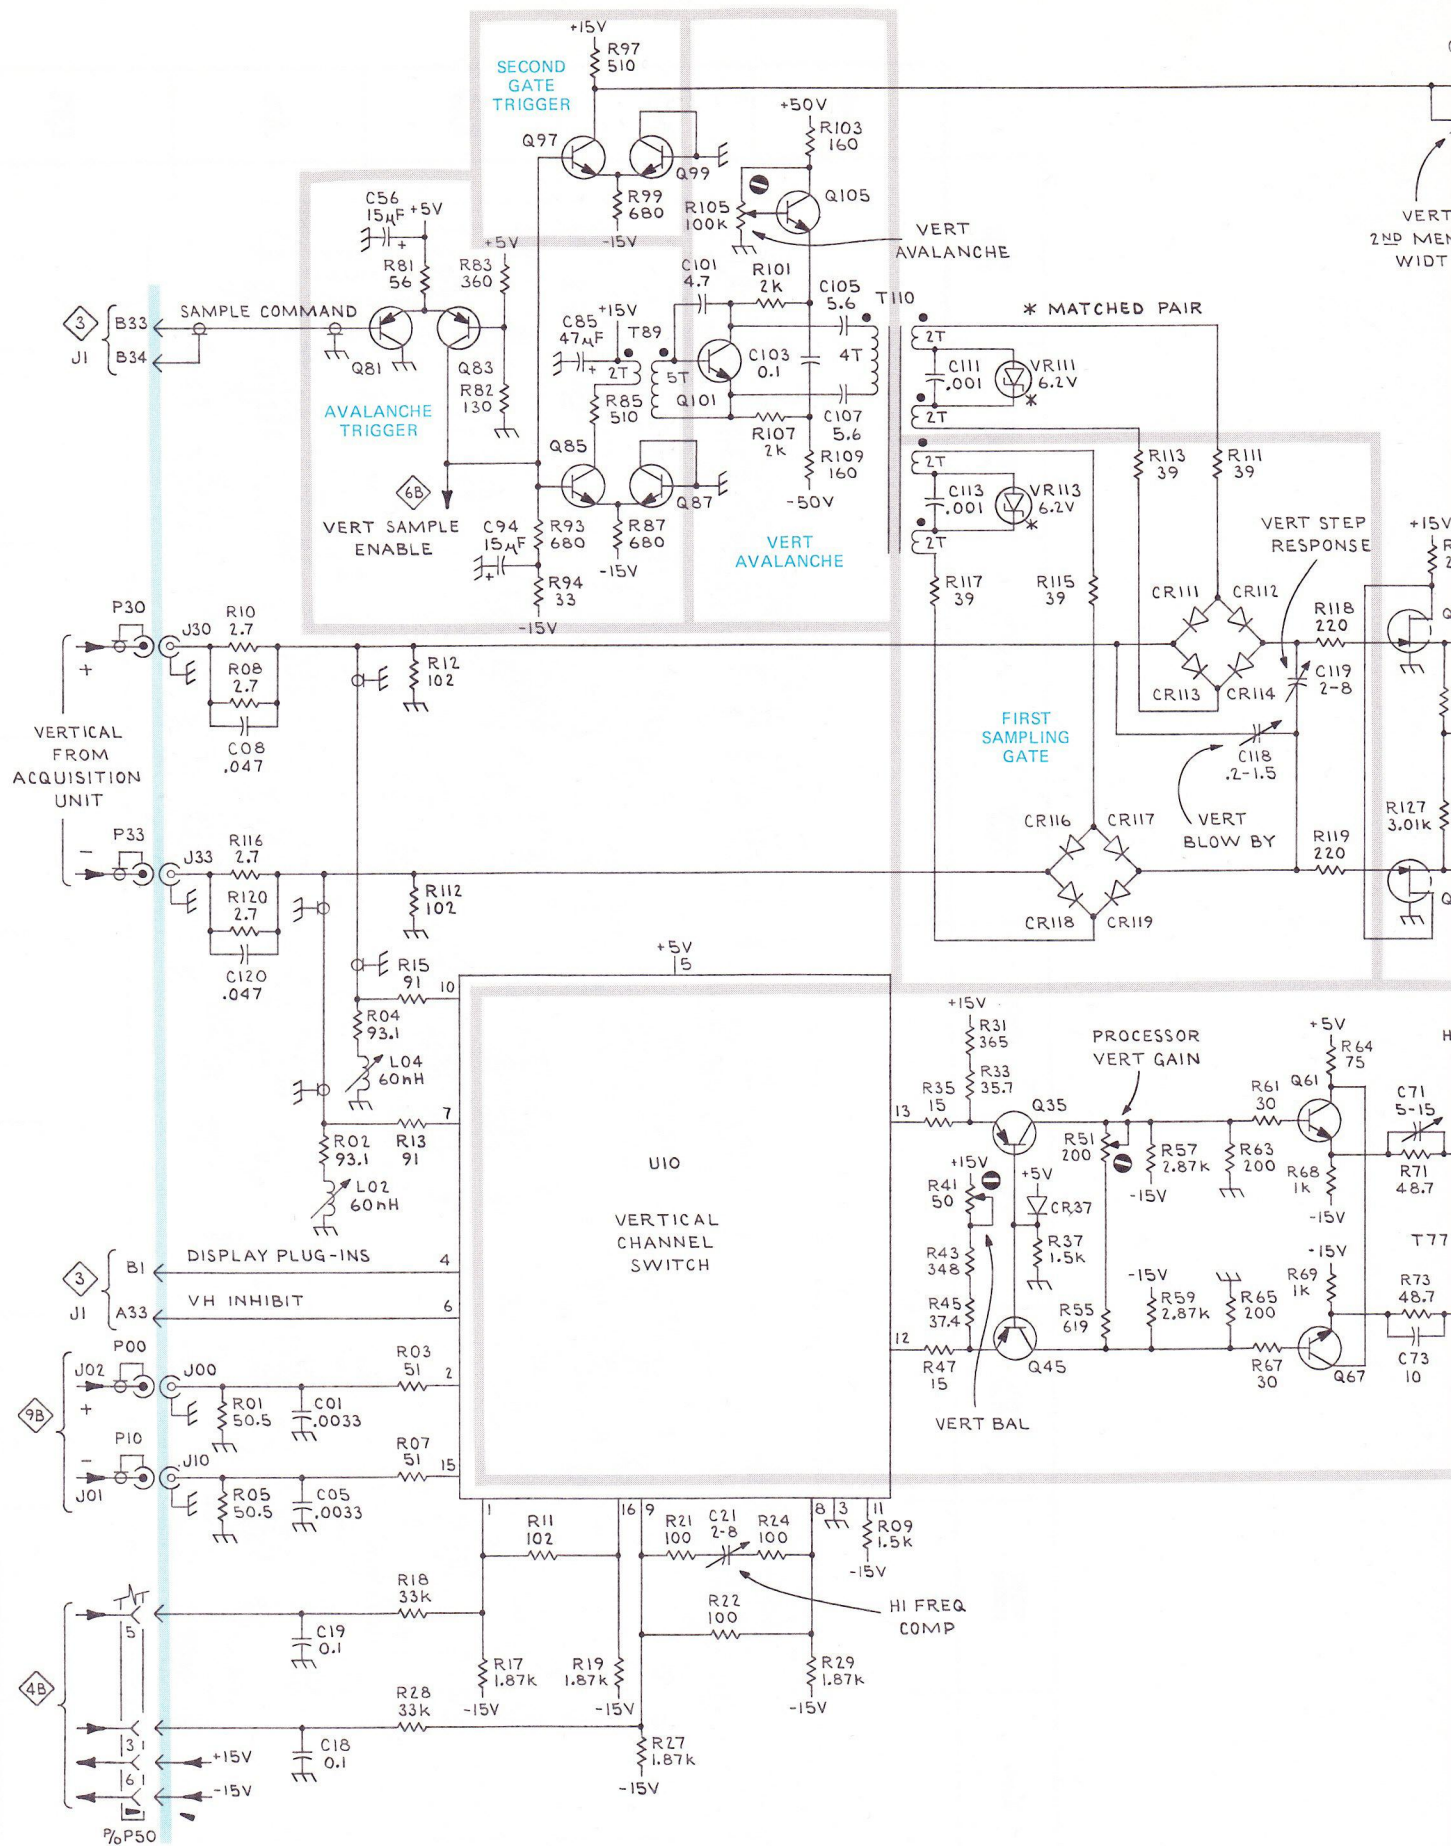 +15V
R97
510
SECOND
GATE
TRIGGER
+50V
R103
160
Q97
Q99
R99
680
-15V
R105
100K
Q105
VERT
AVALANCHE
VERT
2ND MEM
WIDT
C56
15µF
+5V
R81
56
+5V
R83
360
C101
4.7
R101
2K
C105
5.6
T110
* MATCHED PAIR
3
B33
SAMPLE COMMAND
J1
B34
Q81
Q83
C85
47µF
+15V
T89
2T
5T
Q101
C103
0.1
4T
2T
C111
.001
VR111
6.2V
*
2T
R82
130
AVALANCHE
TRIGGER
R85
510
R107
2K
C107
5.6
R109
160
-50V
R113
39
R111
39
Q85
Q87
6B
VERT SAMPLE
ENABLE
C94
15µF
R93
680
R87
680
-15V
R94
33
-15V
VERT
AVALANCHE
2T
C113
.001
VR113
6.2V
*
2T
VERT STEP
RESPONSE
+15V
R117
39
R115
39
P30
J30
+
R10
2.7
R08
2.7
C08
.047
R12
102
CR111
CR112
CR113
CR114
R118
220
C119
2-8
VERTICAL
FROM
ACQUISITION
UNIT
FIRST
SAMPLING
GATE
C118
.2-1.5
VERT
BLOW BY
P33
J33
-
R116
2.7
R120
2.7
C120
.047
R112
102
CR116
CR117
CR118
CR119
R119
220
R127
3.01K
+5V
5
R15
91
10
R04
93.1
L04
60nH
7
R13
91
R02
93.1
L02
60nH
U10
VERTICAL
CHANNEL
SWITCH
+15V
R31
365
R33
35.7
PROCESSOR
VERT GAIN
+5V
R64
75
13
R35
15
Q35
R51
200
R57
2.87K
-15V
R63
200
R61
30
Q61
R68
1K
-15V
C71
5-15
R71
48.7
+15V
R41
50
+5V
CR37
R37
1.5K
R43
348
R45
37.4
R55
619
-15V
R59
2.87K
R65
200
-15V
R69
1K
T77
R73
48.7
C73
10
12
R47
15
Q45
R67
30
Q67
VERT BAL
3
B1
DISPLAY PLUG-INS
4
J1
A33
VH INHIBIT
6
9B
J02
+
P00
J00
R01
50.5
C01
.0033
R03
51
2
-
J01
P10
J10
R05
50.5
C05
.0033
R07
51
15
1
16
9
8
3
11
R11
102
R21
100
C21
2-8
R24
100
R09
1.5K
-15V
R22
100
HI FREQ
COMP
4B
5
C19
0.1
R18
33K
R17
1.87K
-15V
R19
1.87K
-15V
R29
1.87K
-15V
3
C18
0.1
R28
33K
R27
1.87K
-15V
+15V
6
-15V
P/O P50